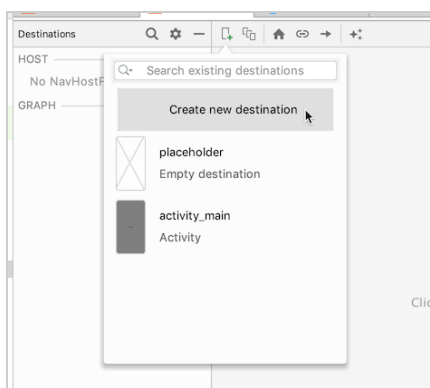 Destinations
HOST
No NavHostF
GRAPH
Search existing destinations
Create new destination
placeholder
Empty destination
activity_main
Activity
Clic